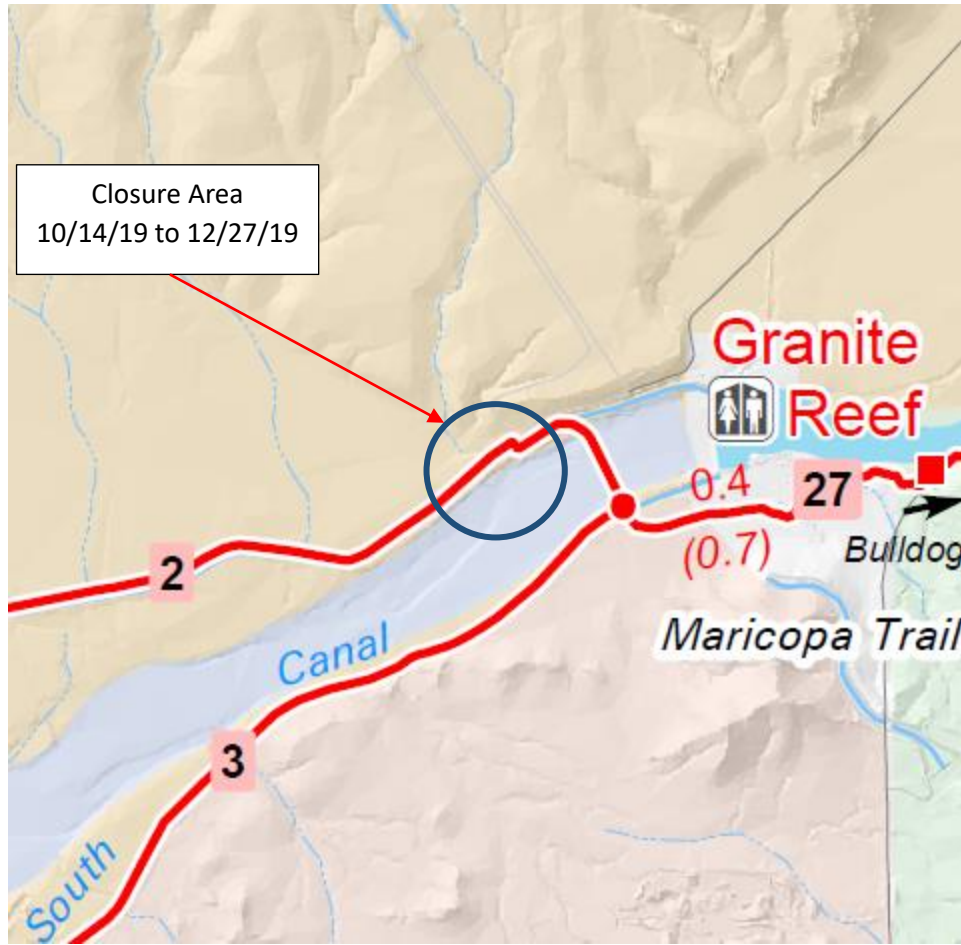 Closure Area
10/14/19 to 12/27/19
Granite
Reef
0.4
27
(0.7)
Bulldog
2
Maricopa Trail
Canal
3
South